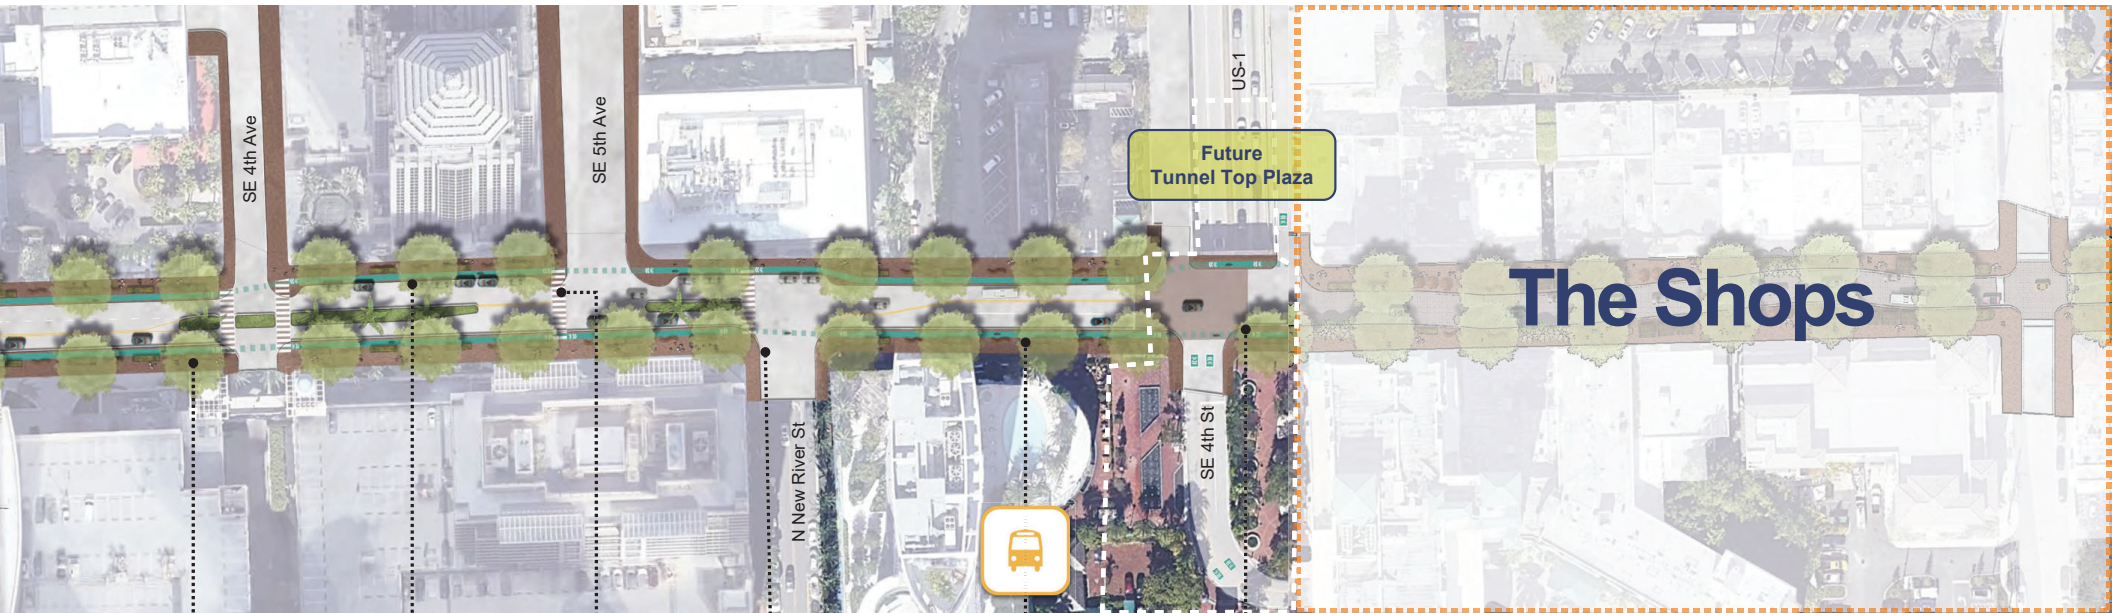 SE 4th Ave
SE 5th Ave
US-1
Future
Tunnel Top Plaza
The Shops
N New River St
SE 4th St